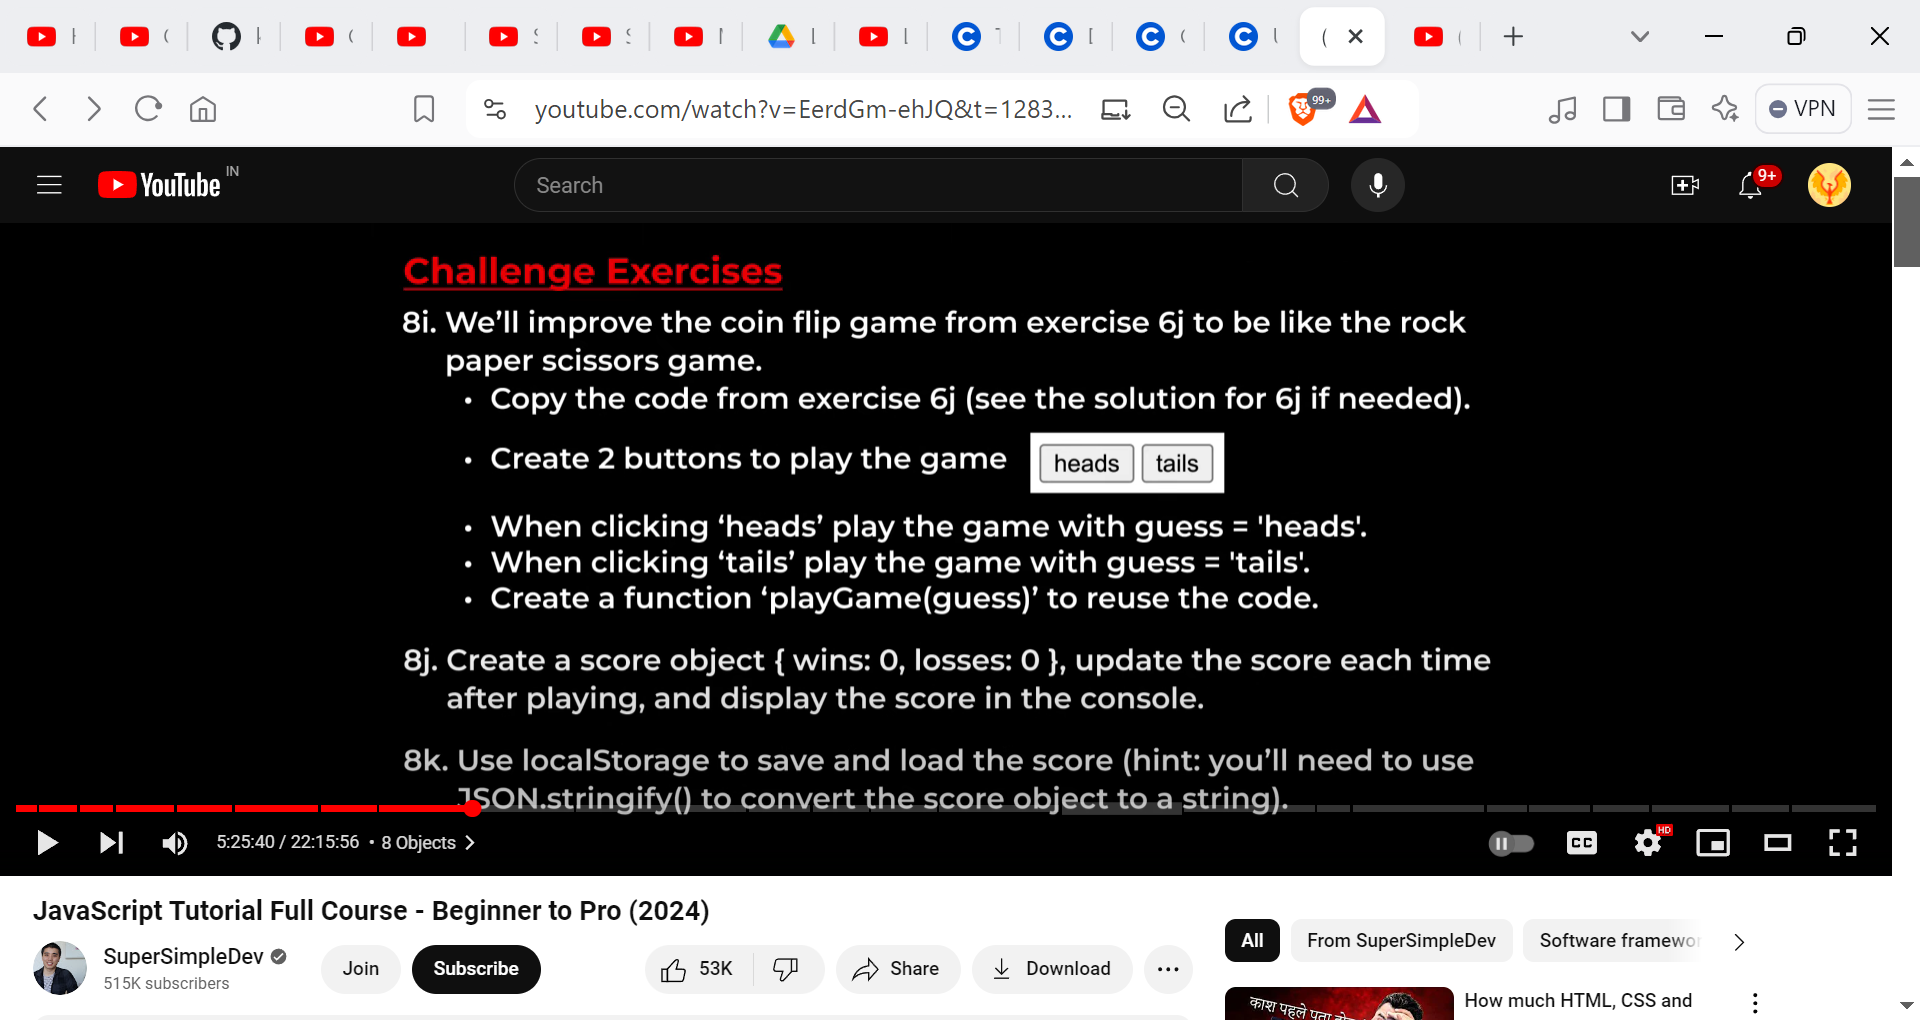 youtube.com/watch?v=EerdGm-ehJQ&t=1283...
99+
VPN
YouTube IN
Search
9+
Challenge Exercises
8i. We'll improve the coin flip game from exercise 6j to be like the rock
paper scissors game.
• Copy the code from exercise 6j (see the solution for 6j if needed).
• Create 2 buttons to play the game
heads tails
• When clicking ‘heads’ play the game with guess = 'heads'.
• When clicking ‘tails’ play the game with guess = 'tails'.
• Create a function ‘playGame(guess)’ to reuse the code.
8j. Create a score object { wins: 0, losses: 0 }, update the score each time
after playing, and display the score in the console.
8k. Use localStorage to save and load the score (hint: you'll need to use
JSON.stringify() to convert the score object to a string).
5:25:40 / 22:15:56 • 8 Objects
CC
HD
JavaScript Tutorial Full Course - Beginner to Pro (2024)
SuperSimpleDev
515K subscribers
Join
Subscribe
53K
Share
Download
All
From SuperSimpleDev
Software framewor
काश पहले पता
How much HTML, CSS and